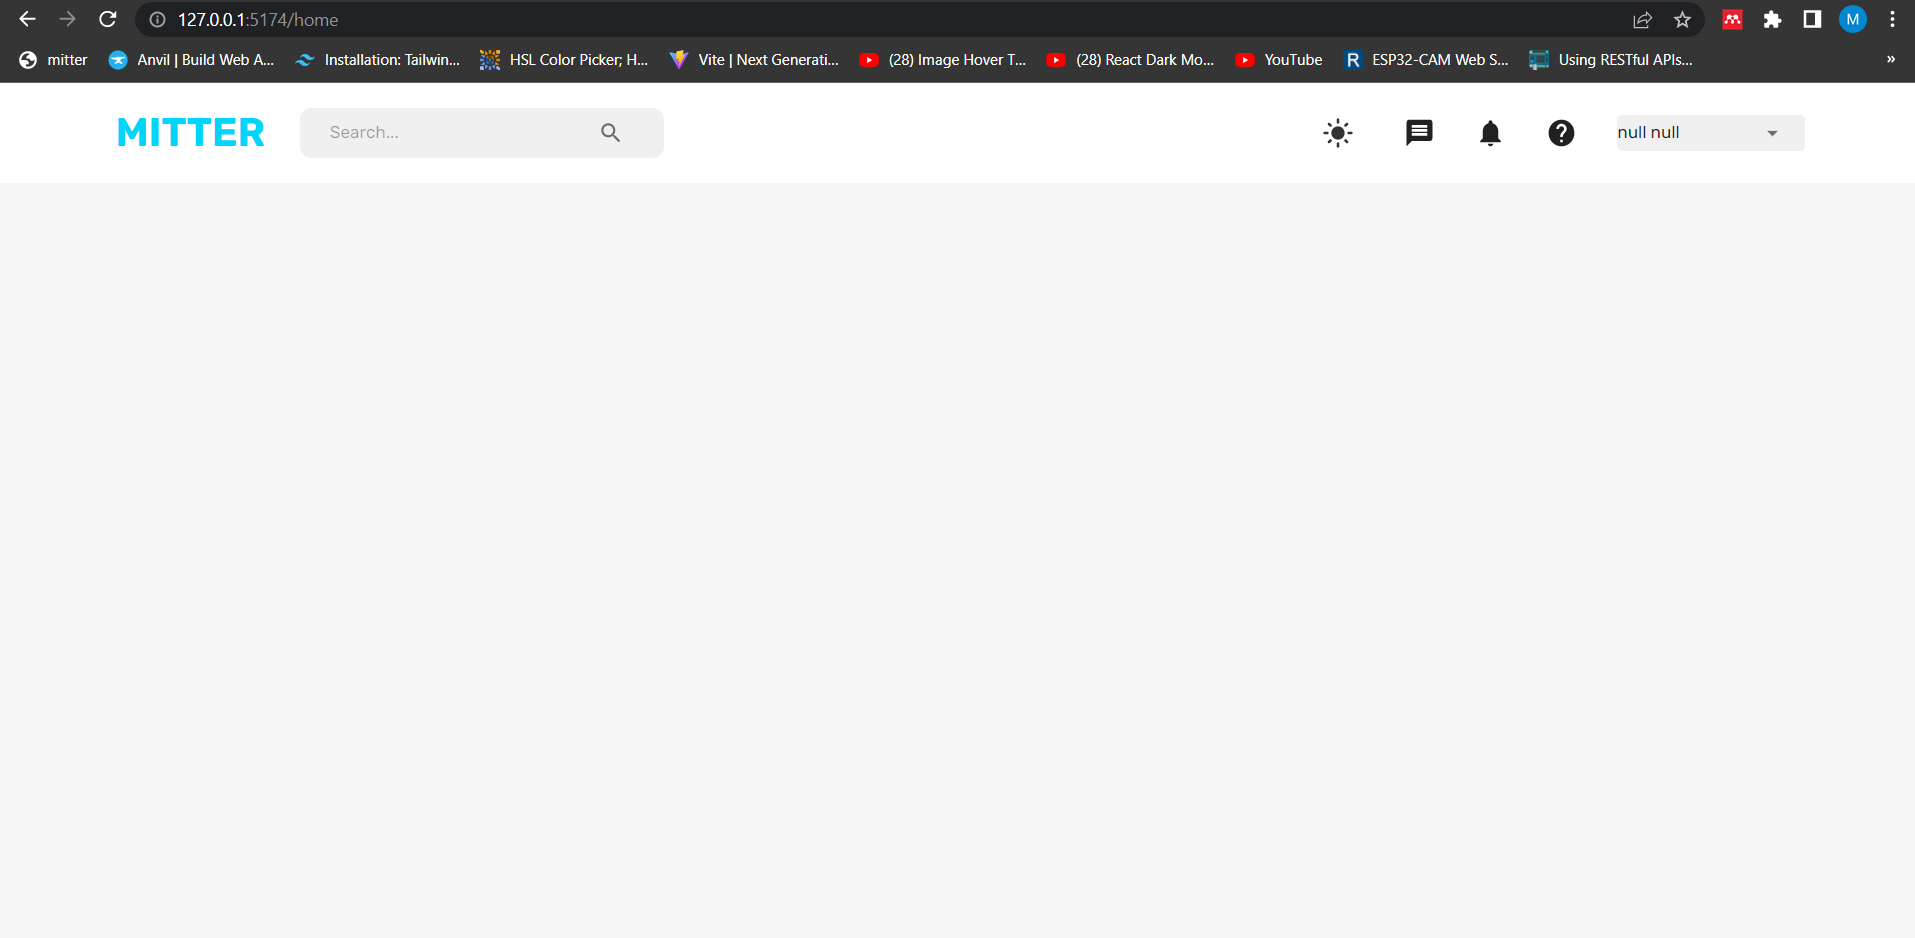 127.0.0.1:5174/home
M
mitter
Anvil | Build Web A...
Installation: Tailwin...
HSL Color Picker; H...
Vite | Next Generati...
(28) Image Hover T...
(28) React Dark Mo...
YouTube
R
ESP32-CAM Web S...
Using RESTful APIs...
»
MITTER
Search...
null null